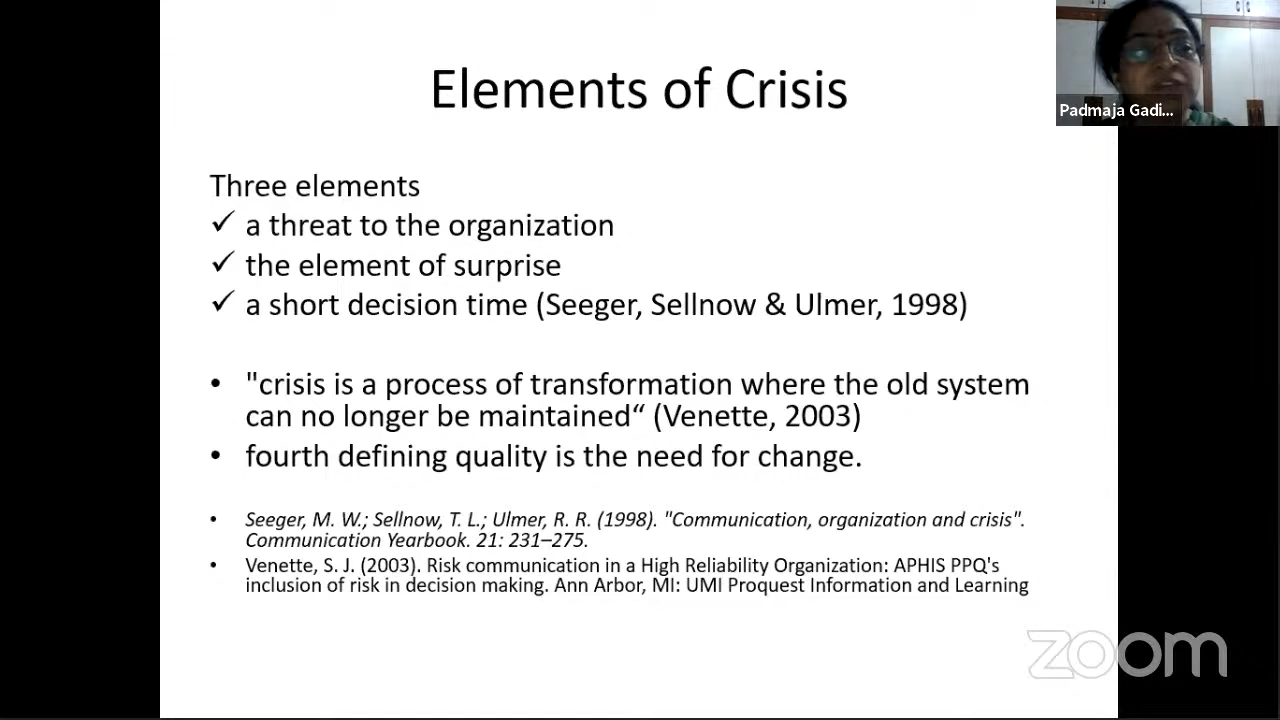 Elements of Crisis
Padmaja Gadi...
Three elements
✓ a threat to the organization
✓ the element of surprise
✓ a short decision time (Seeger, Sellnow & Ulmer, 1998)
• "crisis is a process of transformation where the old system
can no longer be maintained“ (Venette, 2003)
• fourth defining quality is the need for change.
• Seeger, M. W.; Sellnow, T. L.; Ulmer, R. R. (1998). "Communication, organization and crisis".
Communication Yearbook. 21: 231–275.
• Venette, S. J. (2003). Risk communication in a High Reliability Organization: APHIS PPQ's
inclusion of risk in decision making. Ann Arbor, MI: UMI Proquest Information and Learning
zoom